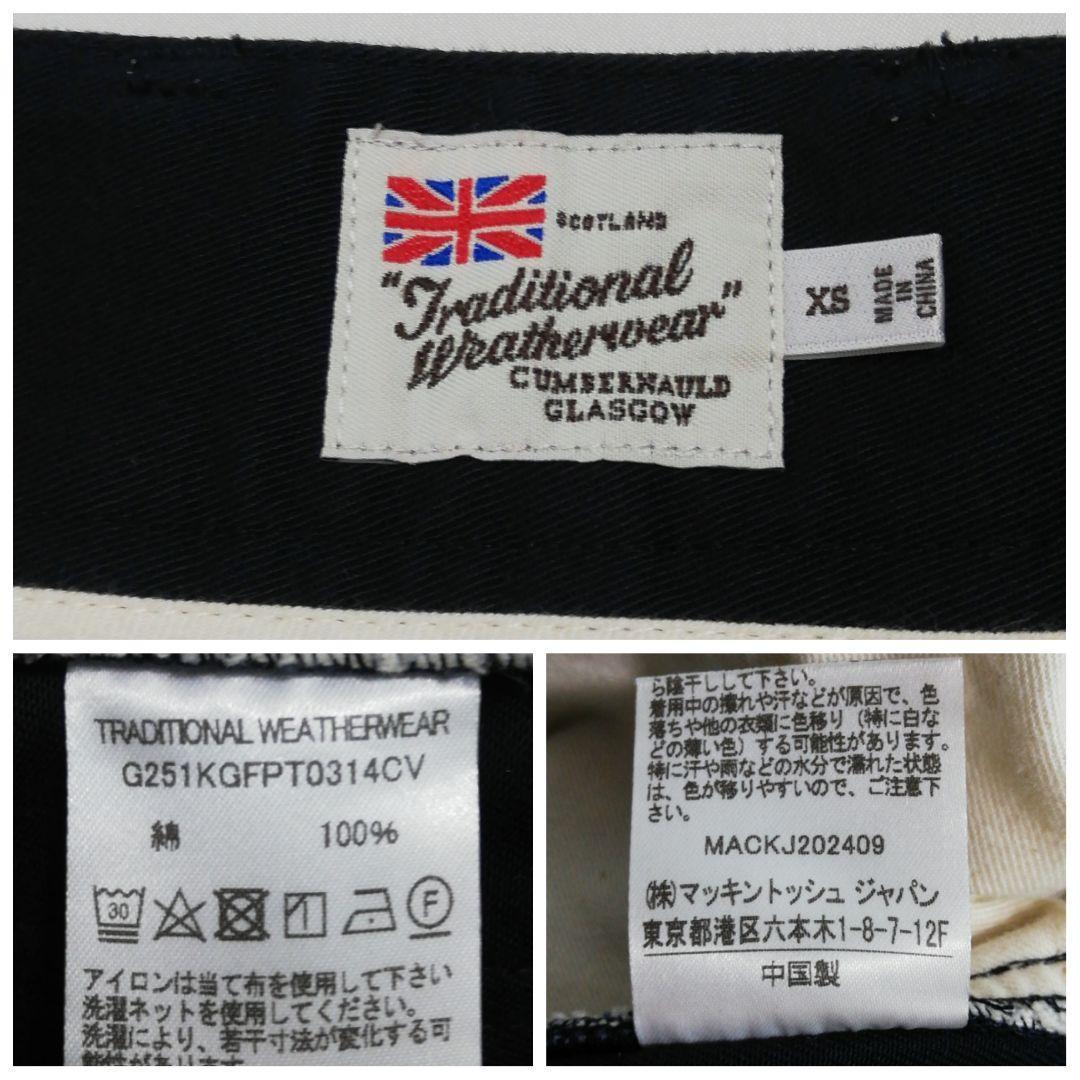 SCOTLAND
"Traditional
Weatherwear"
CUMBERNAULD
GLASGOW
XS
MADE
IN
CHINA
TRADITIONAL WEATHERWEAR
G251KGFPT0314CV
綿 100%
30
F
アイロンは当て布を使用して下さい
洗濯ネットを使用してください。
洗濯により、若干寸法が変化する可
能性があります
ら陰干しして下さい。
着用中の擦れや汗などが原因で、色
落ちや他の衣類に色移り（特に白な
どの薄い色）する可能性があります。
特に汗や雨などの水分で濡れた状態
は、色が移りやすいので、ご注意下
さい。
MACKJ202409
(株)マッキントッシュ ジャパン
東京都港区六本木1-8-7-12F
中国製